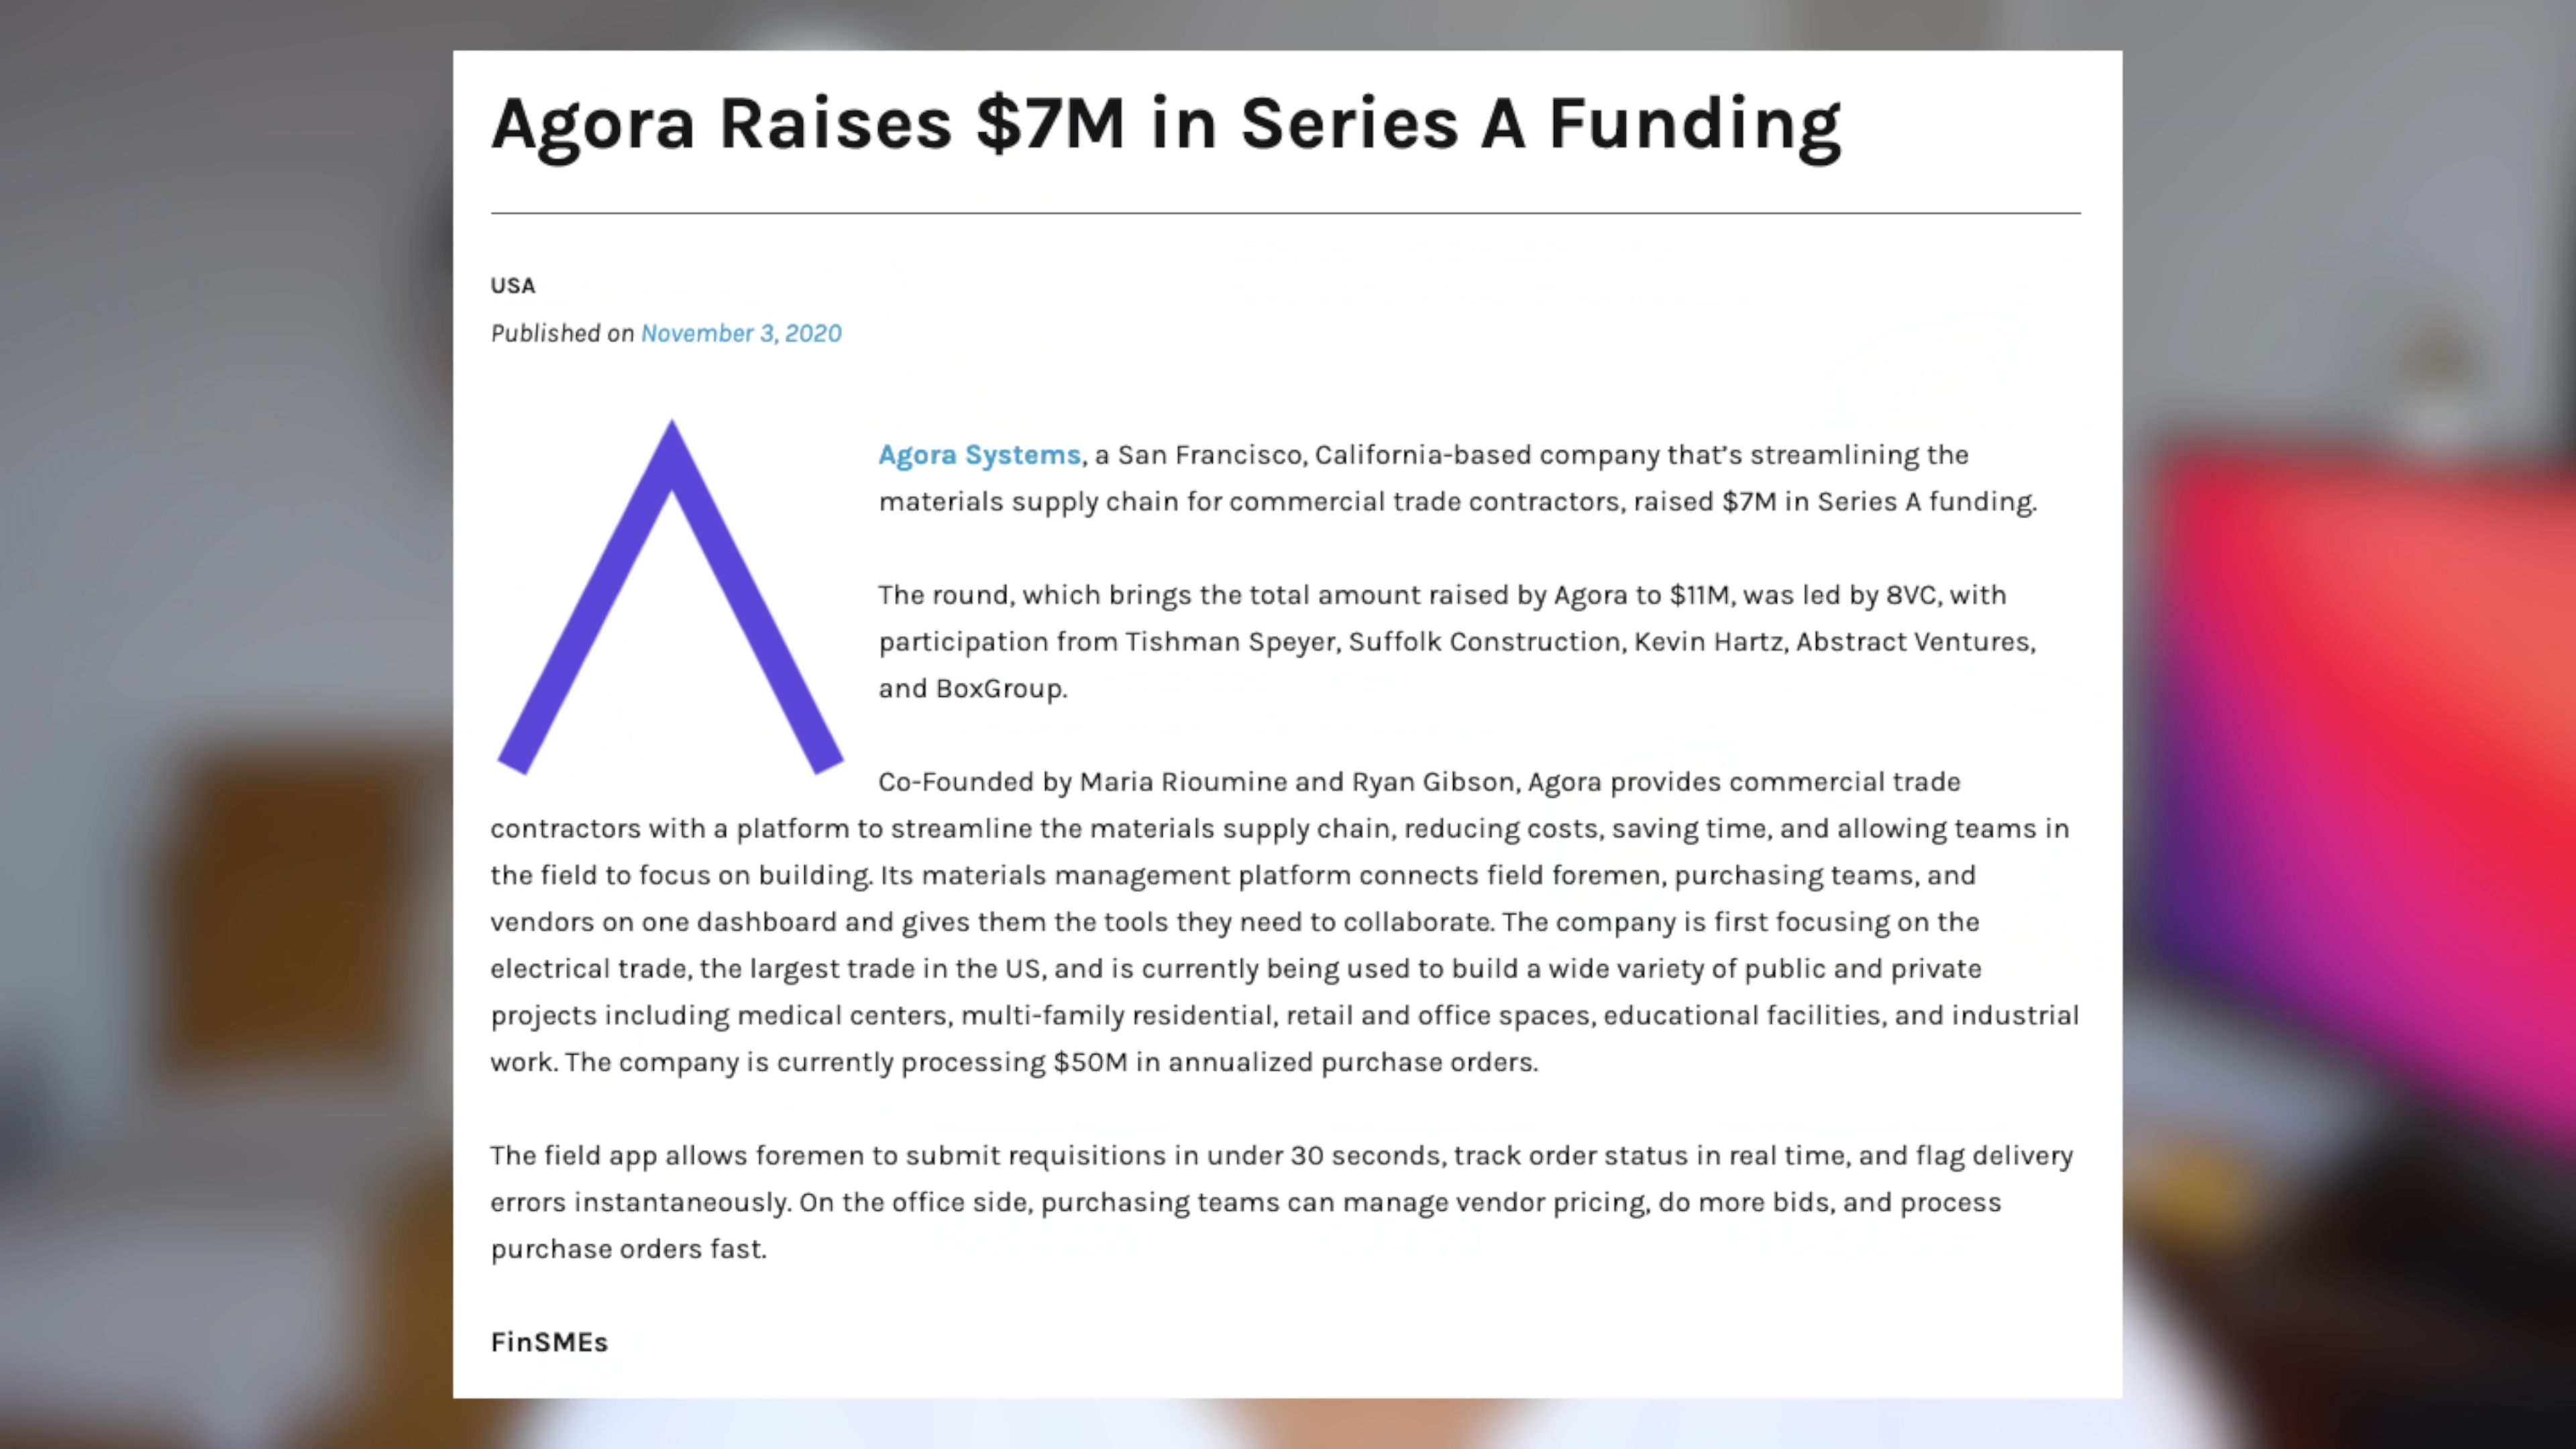 Agora Raises $7M in Series A Funding
USA
Published on November 3, 2020
Agora Systems, a San Francisco, California-based company that’s streamlining the
materials supply chain for commercial trade contractors, raised $7M in Series A funding.
The round, which brings the total amount raised by Agora to $11M, was led by 8VC, with
participation from Tishman Speyer, Suffolk Construction, Kevin Hartz, Abstract Ventures,
and BoxGroup.
Co-Founded by Maria Rioumine and Ryan Gibson, Agora provides commercial trade
contractors with a platform to streamline the materials supply chain, reducing costs, saving time, and allowing teams in
the field to focus on building. Its materials management platform connects field foremen, purchasing teams, and
vendors on one dashboard and gives them the tools they need to collaborate. The company is first focusing on the
electrical trade, the largest trade in the US, and is currently being used to build a wide variety of public and private
projects including medical centers, multi-family residential, retail and office spaces, educational facilities, and industrial
work. The company is currently processing $50M in annualized purchase orders.
The field app allows foremen to submit requisitions in under 30 seconds, track order status in real time, and flag delivery
errors instantaneously. On the office side, purchasing teams can manage vendor pricing, do more bids, and process
purchase orders fast.
FinSMEs